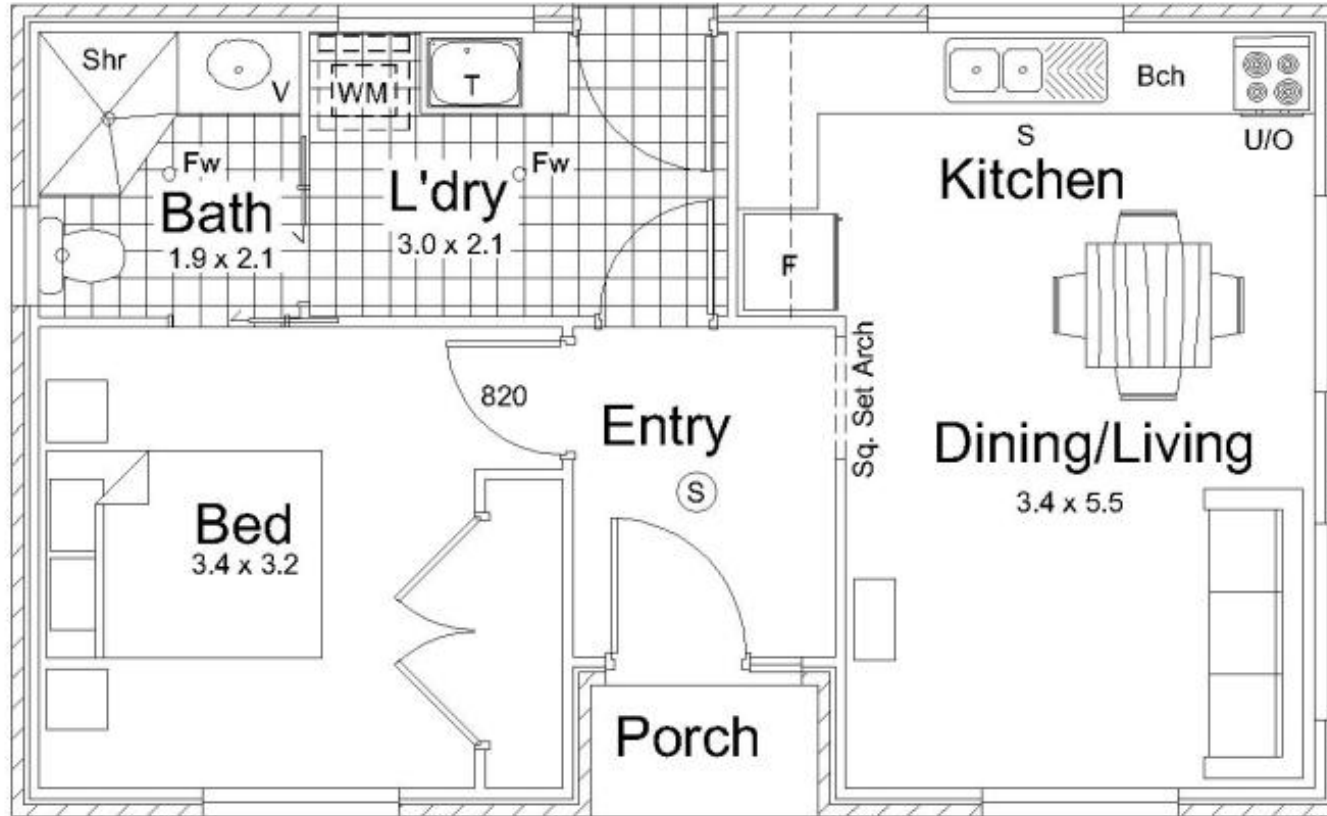 Shr
V
WM
T
Bch
Fw
Fw
S
U/O
Bath
1.9 x 2.1
L'dry
3.0 x 2.1
Kitchen
F
820
Entry
S
Sq. Set Arch
Dining/Living
3.4 x 5.5
Bed
3.4 x 3.2
Porch